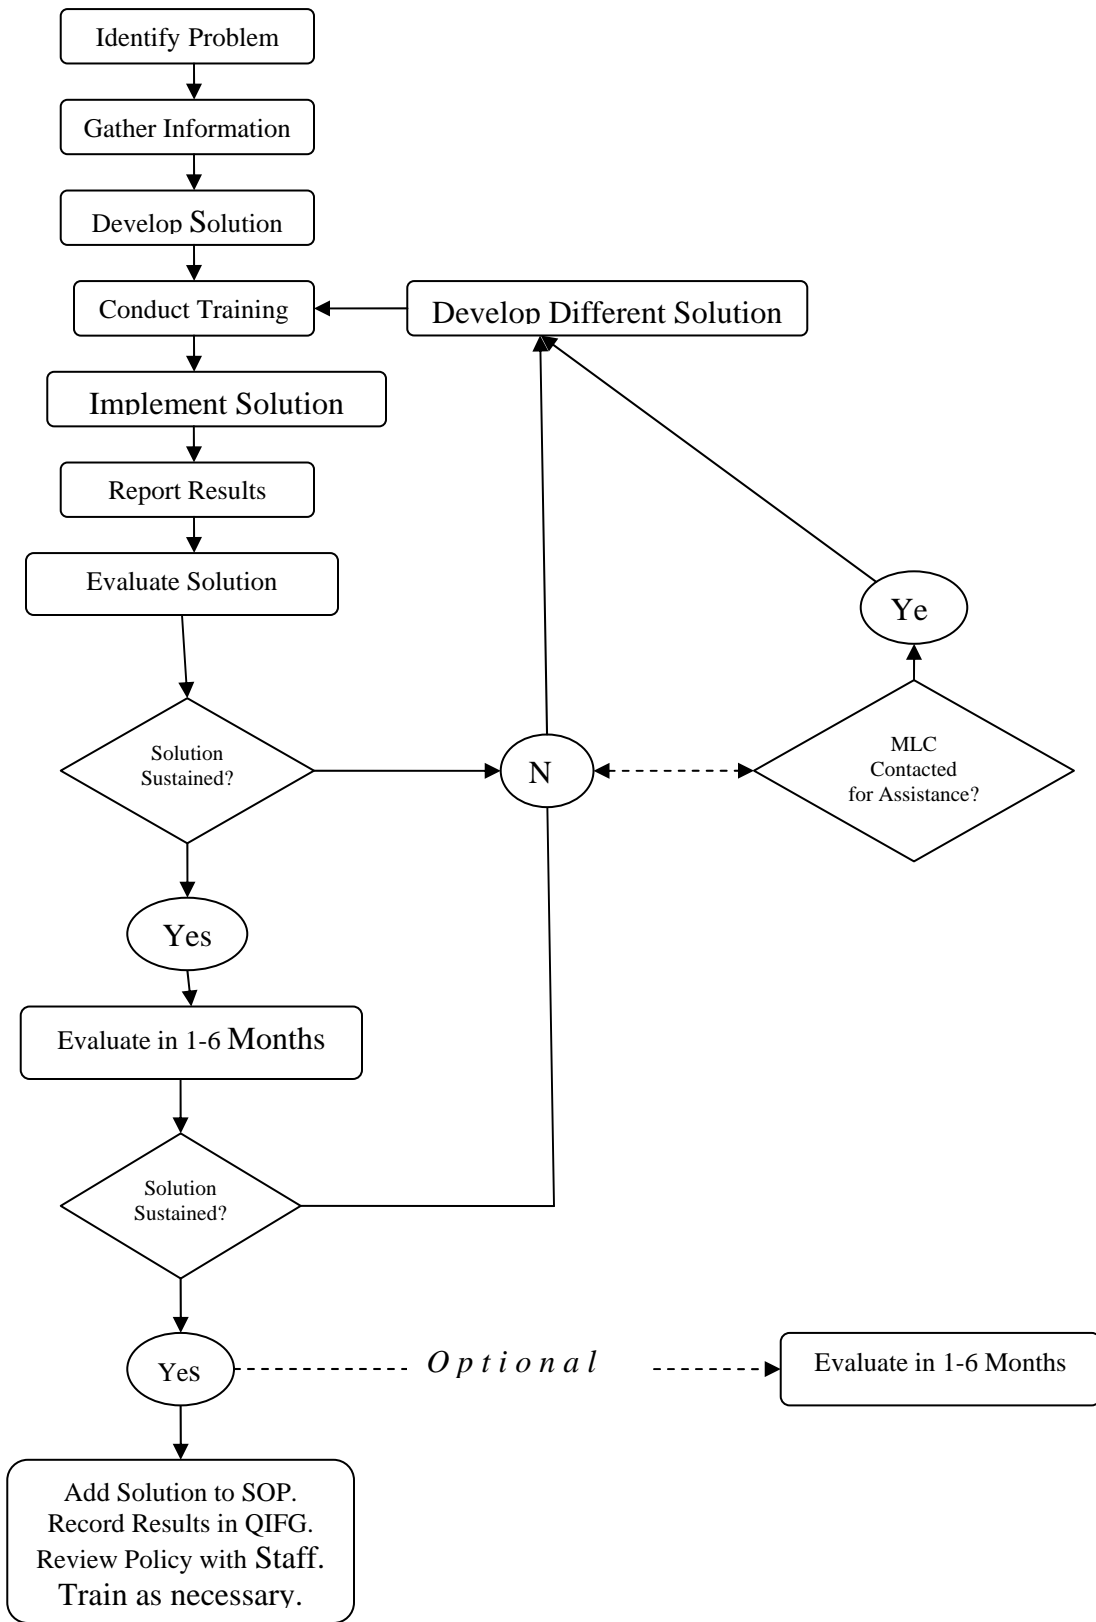 Identify Problem
Gather Information
Develop Solution
Conduct Training
Develop Different Solution
Implement Solution
Report Results
Evaluate Solution
Ye
Solution
Sustained?
N
MLC
Contacted
for Assistance?
Yes
Evaluate in 1-6 Months
Solution
Sustained?
Yes
Optional
Evaluate in 1-6 Months
Add Solution to SOP.
Record Results in QIFG.
Review Policy with Staff.
Train as necessary.